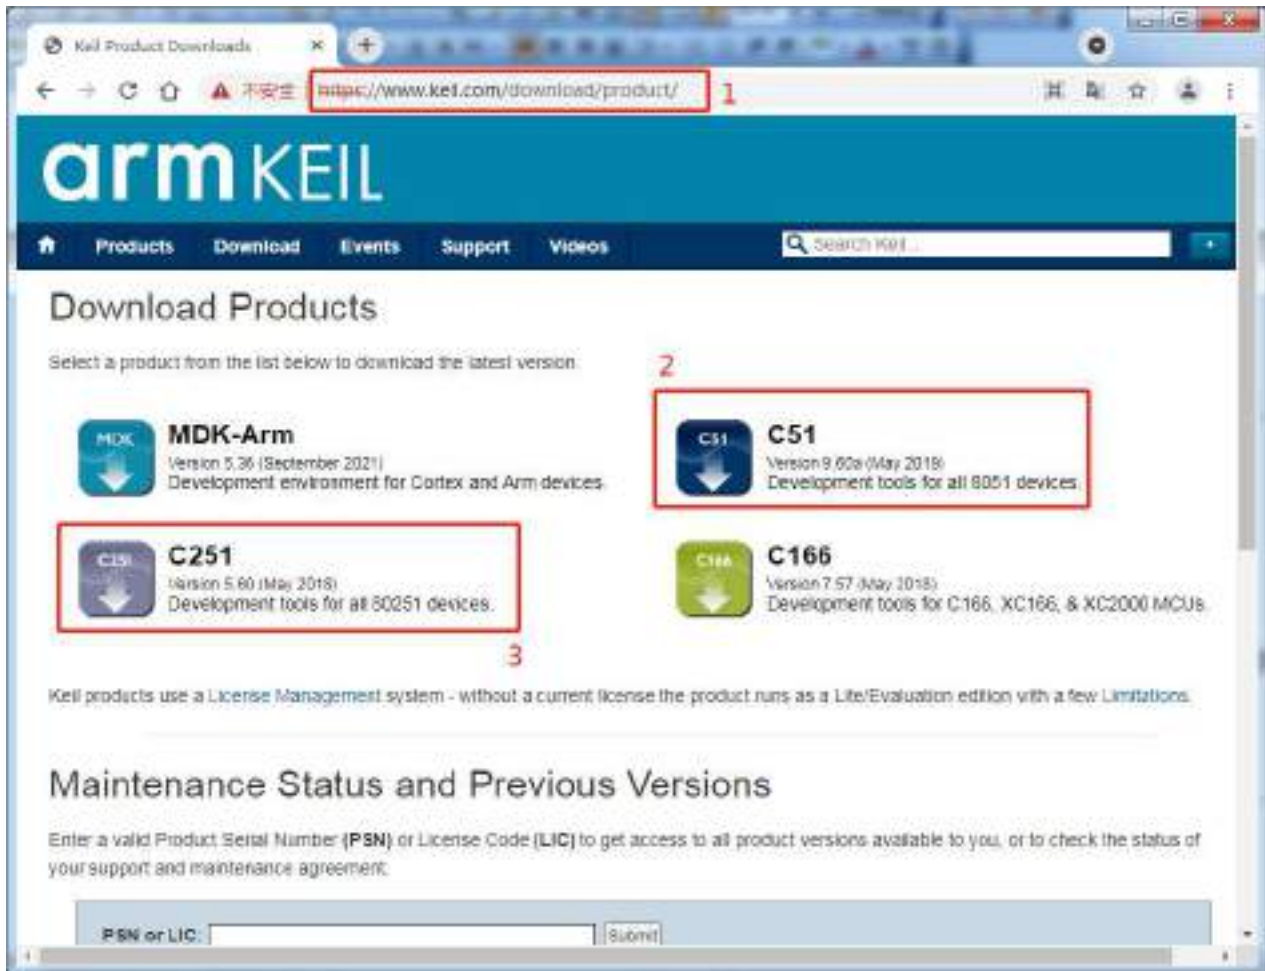 Keil Product Downloads
不安全 https://www.keil.com/download/product/ 1
arm KEIL
Products Download Events Support Videos Search Keil...
Download Products
Select a product from the list below to download the latest version.
2
MDK
MDK-Arm
Version 5.36 (September 2021)
Development environment for Cortex and Arm devices.
C51
C51
Version 9.60a (May 2019)
Development tools for all 8051 devices.
C251
C251
Version 5.60 (May 2018)
Development tools for all 80251 devices.
C166
C166
Version 7.57 (May 2018)
Development tools for C166, XC166, & XC2000 MCUs.
3
Keil products use a License Management system - without a current license the product runs as a Lite/Evaluation edition with a few Limitations.
Maintenance Status and Previous Versions
Enter a valid Product Serial Number (PSN) or License Code (LIC) to get access to all product versions available to you, or to check the status of
your support and maintenance agreement.
PSN or LIC: Submit